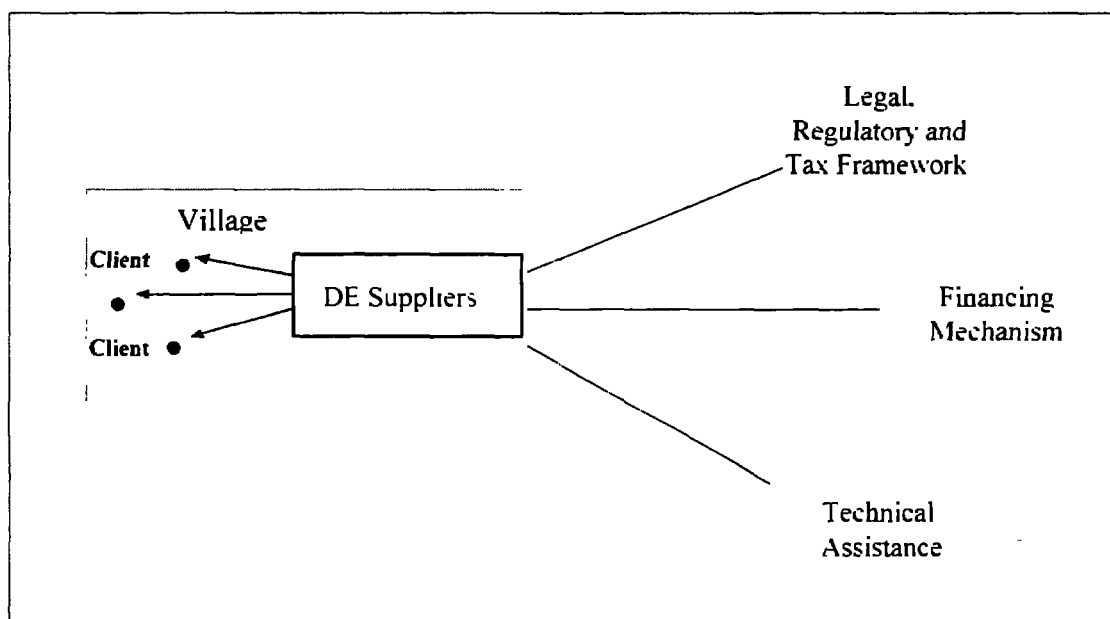 Legal.
Regulatory and
Tax Framework
Village
Client
DE Suppliers
Client
Financing
Mechanism
Technical
Assistance